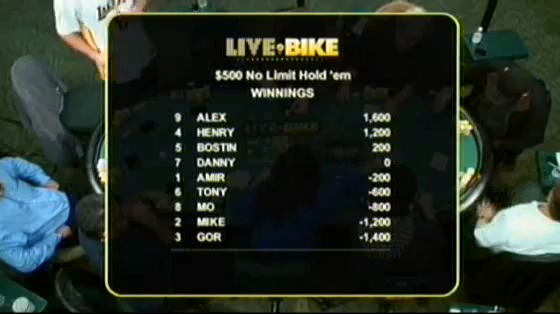 LIVE BIKE
$500 No Limit Hold 'em
WINNINGS
9 ALEX 1,600
4 HENRY 1,200
5 BOSTIN 200
7 DANNY 0
1 AMIR -200
6 TONY -600
8 MO -800
2 MIKE -1,200
3 GOR -1,400